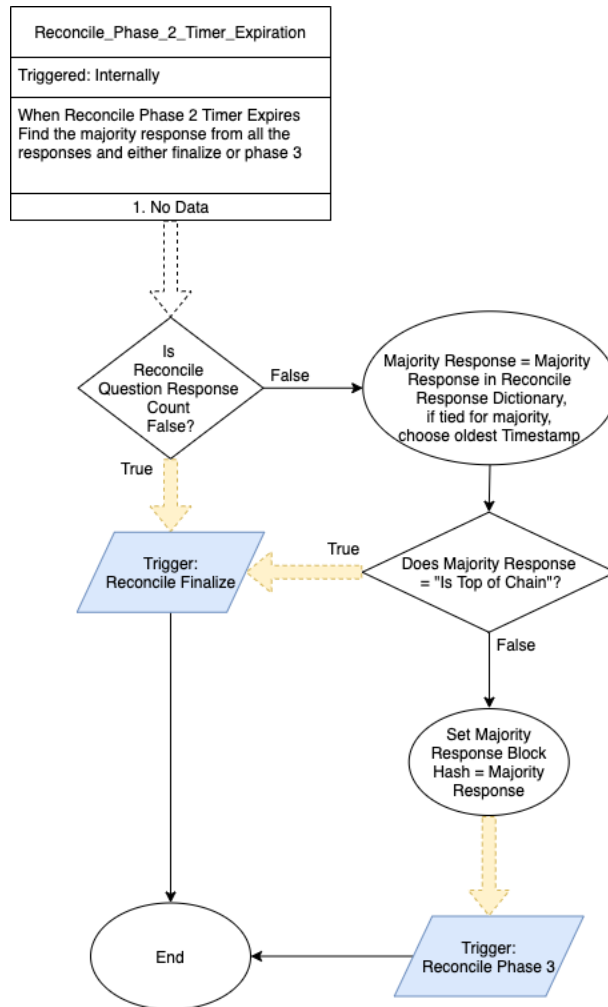 Reconcile_Phase_2_Timer_Expiration
Triggered: Internally
When Reconcile Phase 2 Timer Expires
Find the majority response from all the
responses and either finalize or phase 3
1. No Data
Is
Reconcile
Question Response
Count
False?
False
True
Majority Response = Majority
Response in Reconcile
Response Dictionary,
if tied for majority,
choose oldest Timestamp
Does Majority Response
= "Is Top of Chain"?
True
False
Trigger:
Reconcile Finalize
Set Majority
Response Block
Hash = Majority
Response
Trigger:
Reconcile Phase 3
End